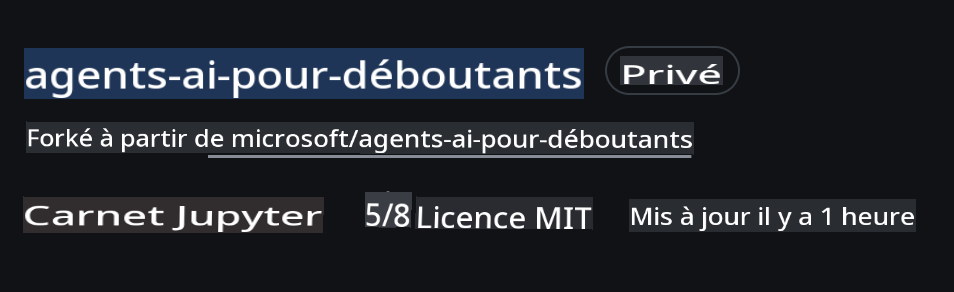 agents-ai-pour-déboutants Privé
Forké à partir de microsoft/agents-ai-pour-déboutants
Carnet Jupyter 5/8 Licence MIT Mis à jour il y a 1 heure